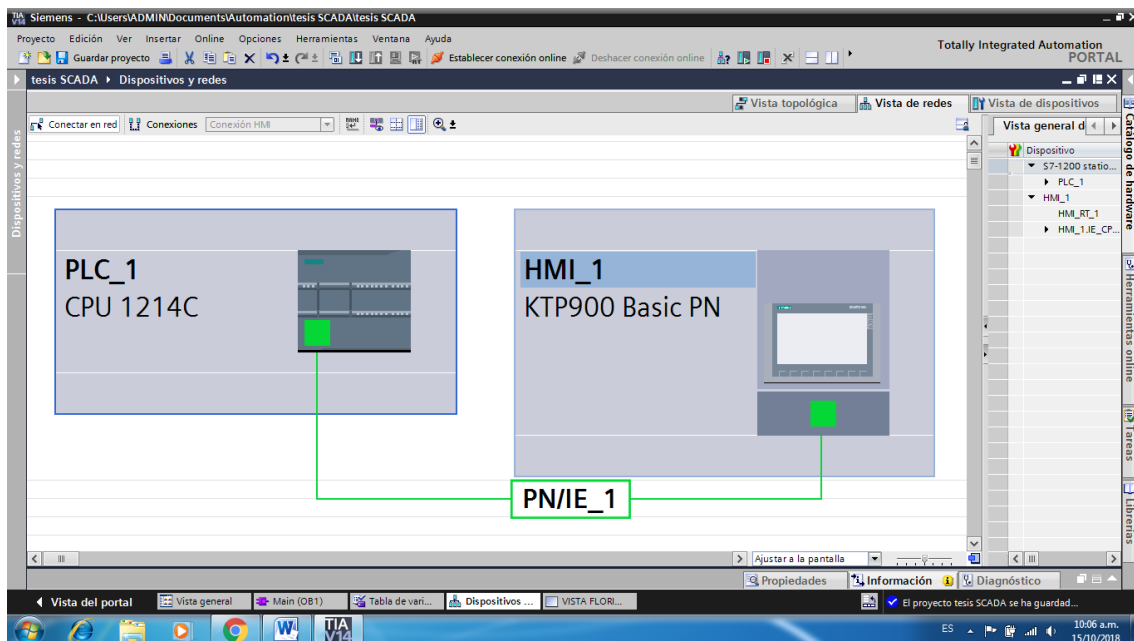 TIA V14 Siemens - C:\Users\ADMIN\Documents\Automation\tesis SCADA\tesis SCADA
Proyecto Edición Ver Insertar Online Opciones Herramientas Ventana Ayuda
Totally Integrated Automation
PORTAL
Guardar proyecto Establecer conexión online Deshacer conexión online
tesis SCADA Dispositivos y redes
Vista topológica Vista de redes Vista de dispositivos
Conectar en red Conexiones Conexión HMI
Vista general d
Dispositivo
S7-1200 statio...
PLC_1
HMI_1
HMI_RT_1
HMI_1.IE_CP...
Dispositivos y redes
PLC_1
CPU 1214C
HMI_1
KTP900 Basic PN
PN/IE_1
Catálogo de hardware
Herramientas online
Tareas
Librerías
Ajustar a la pantalla
Propiedades Información Diagnóstico
Vista del portal Vista general Main (OB1) Tabla de vari... Dispositivos ... VISTA FLORI... El proyecto tesis SCADA se ha guardad...
TIA V14
ES 10:06 a.m.
15/10/2018